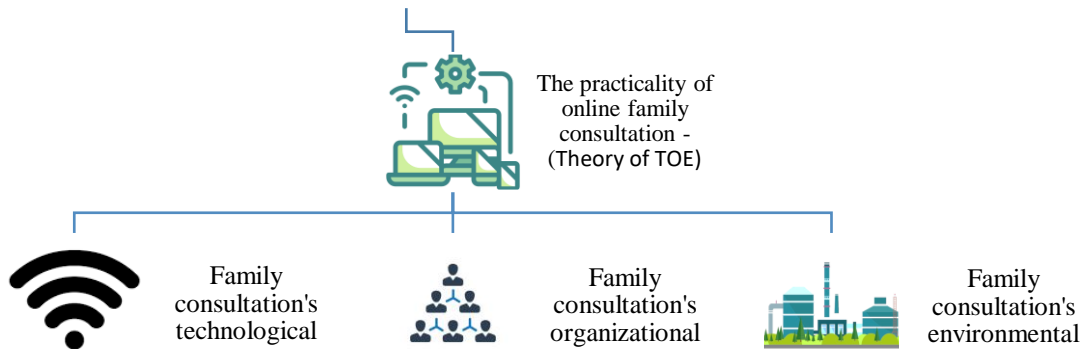 The practicality of
online family
consultation -
(Theory of TOE)
Family
consultation's
technological
Family
consultation's
organizational
Family
consultation's
environmental